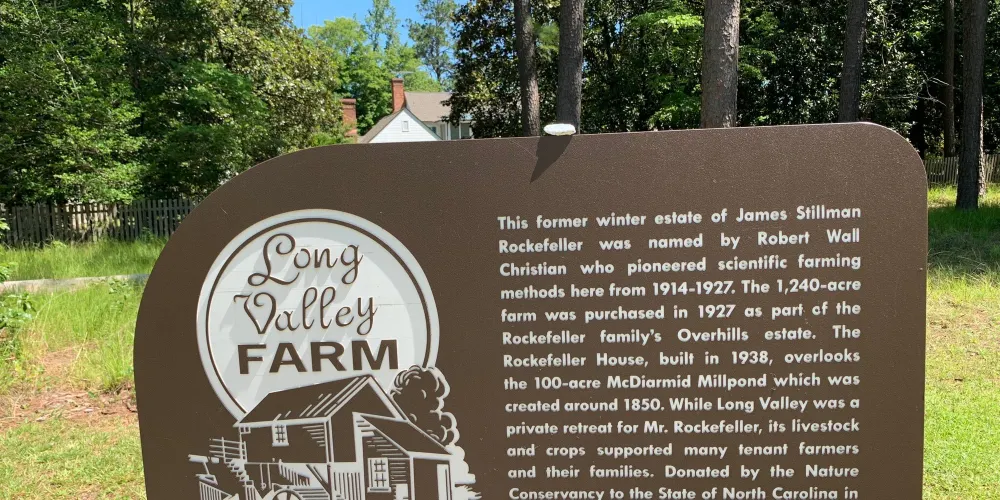 Long
Valley
FARM
This former winter estate of James Stillman
Rockefeller was named by Robert Wall
Christian who pioneered scientific farming
methods here from 1914-1927. The 1,240-acre
farm was purchased in 1927 as part of the
Rockefeller family's Overhills estate. The
Rockefeller House, built in 1938, overlooks
the 100-acre McDiarmid Millpond which was
created around 1850. While Long Valley was a
private retreat for Mr. Rockefeller, its livestock
and crops supported many tenant farmers
and their families. Donated by the Nature
Conservancy to the State of North Carolina in